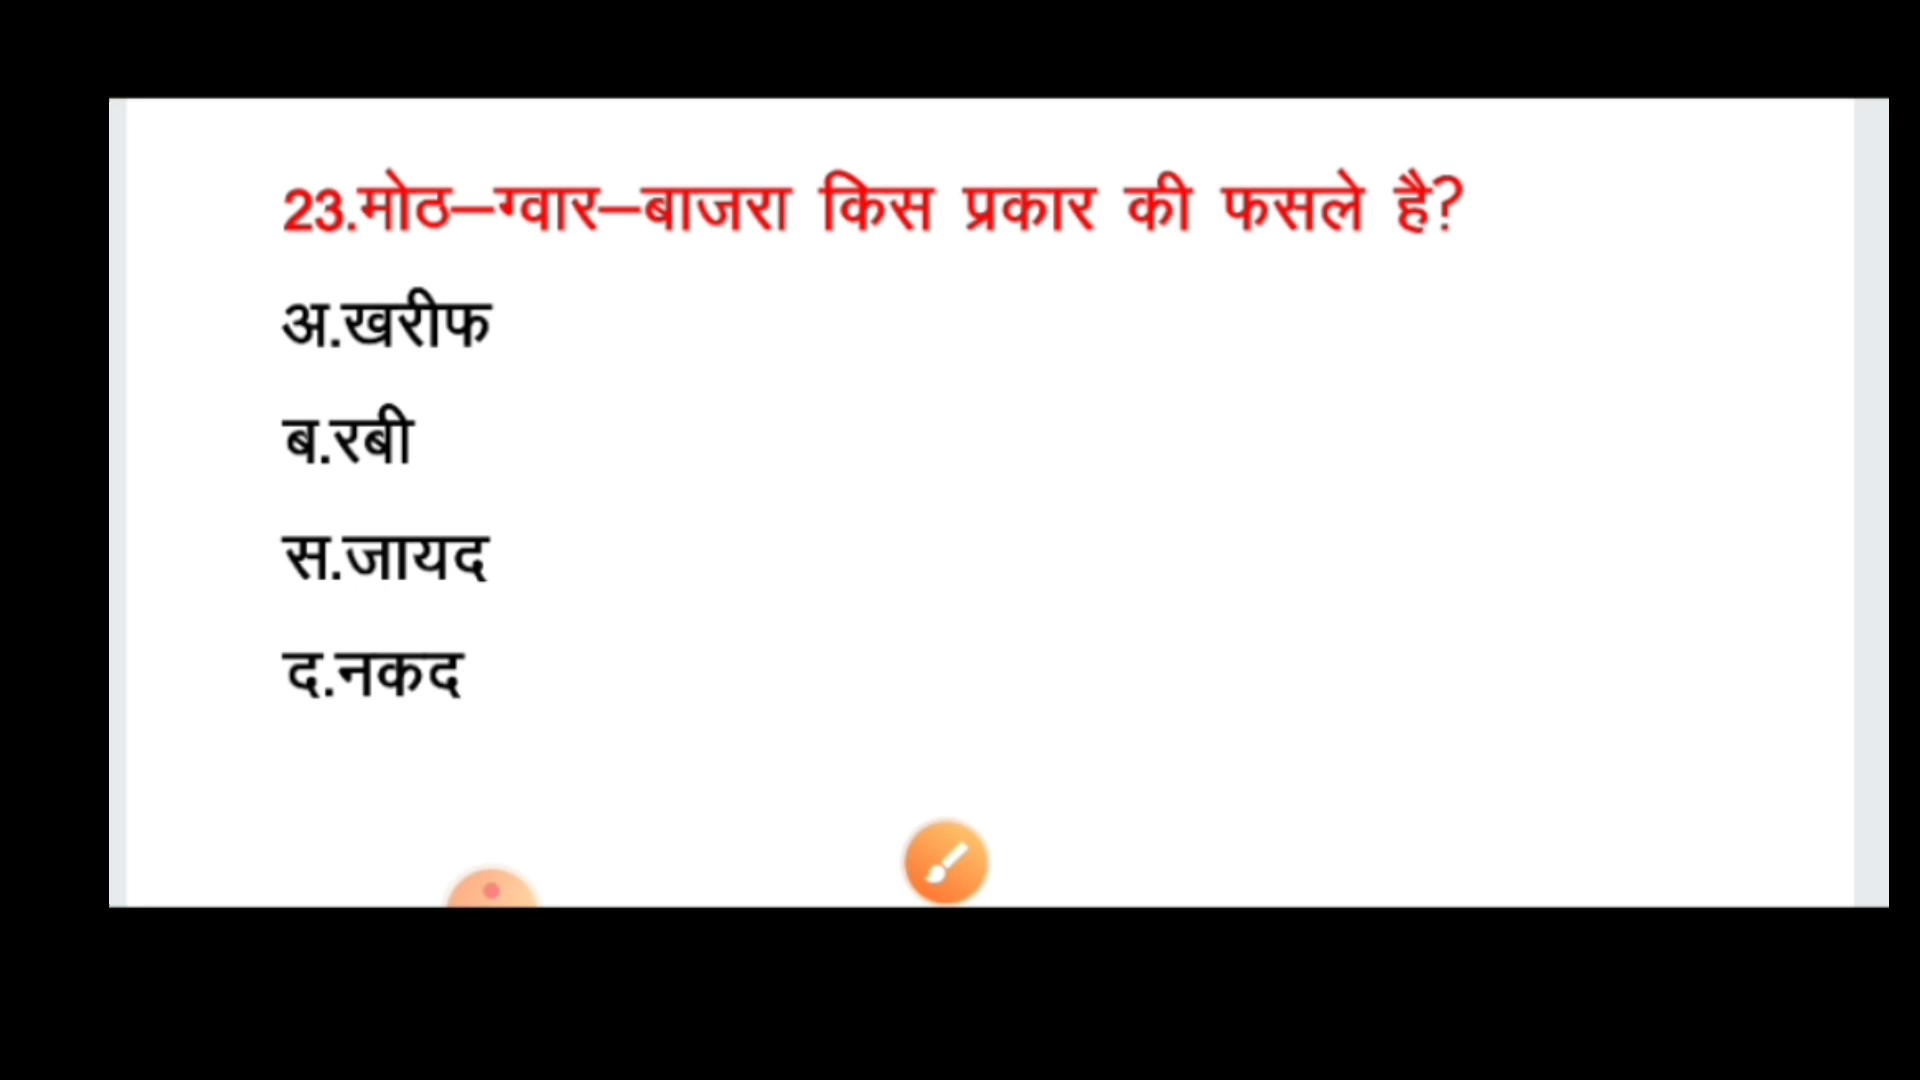 23.मोठ–ग्वार–बाजरा किस प्रकार की फसले है?
अ.खरीफ
ब.रबी
स.जायद
द.नकद